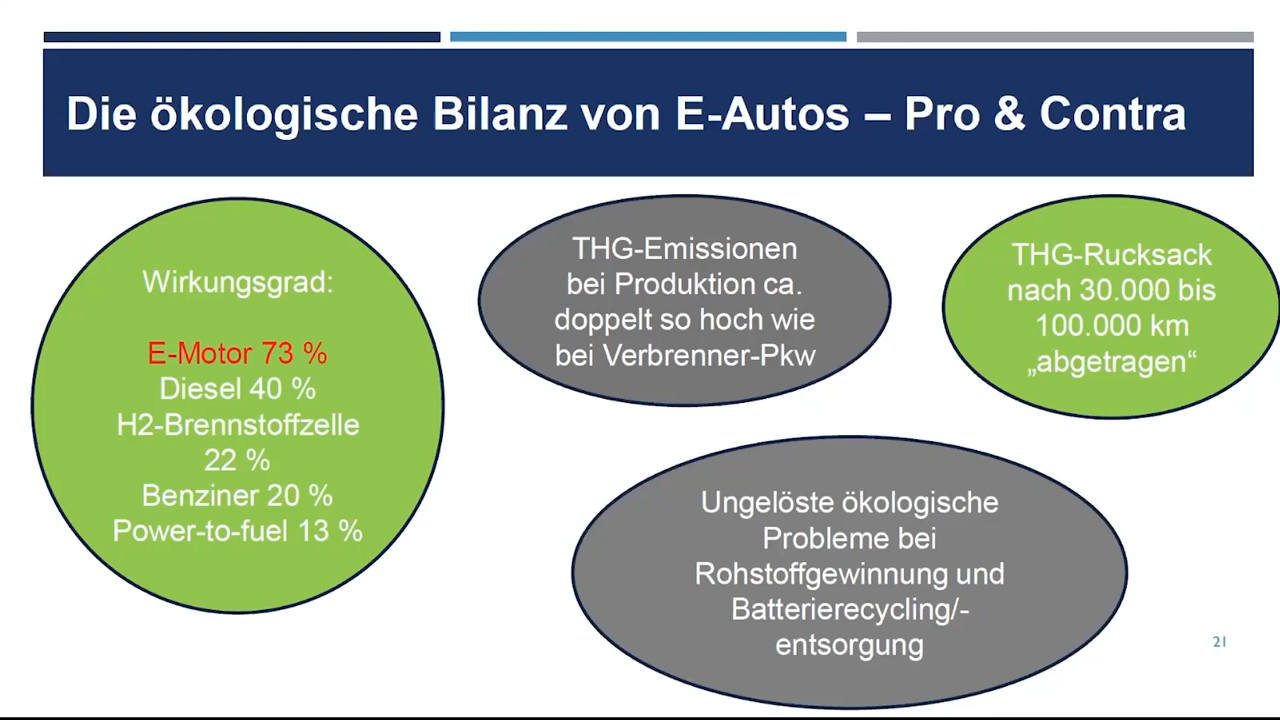 Die ökologische Bilanz von E-Autos – Pro & Contra
Wirkungsgrad:
E-Motor 73 %
Diesel 40 %
H2-Brennstoffzelle
22 %
Benziner 20 %
Power-to-fuel 13 %
THG-Emissionen
bei Produktion ca.
doppelt so hoch wie
bei Verbrenner-Pkw
THG-Rucksack
nach 30.000 bis
100.000 km
„abgetragen“
Ungelöste ökologische
Probleme bei
Rohstoffgewinnung und
Batterierecycling/-
entsorgung
21